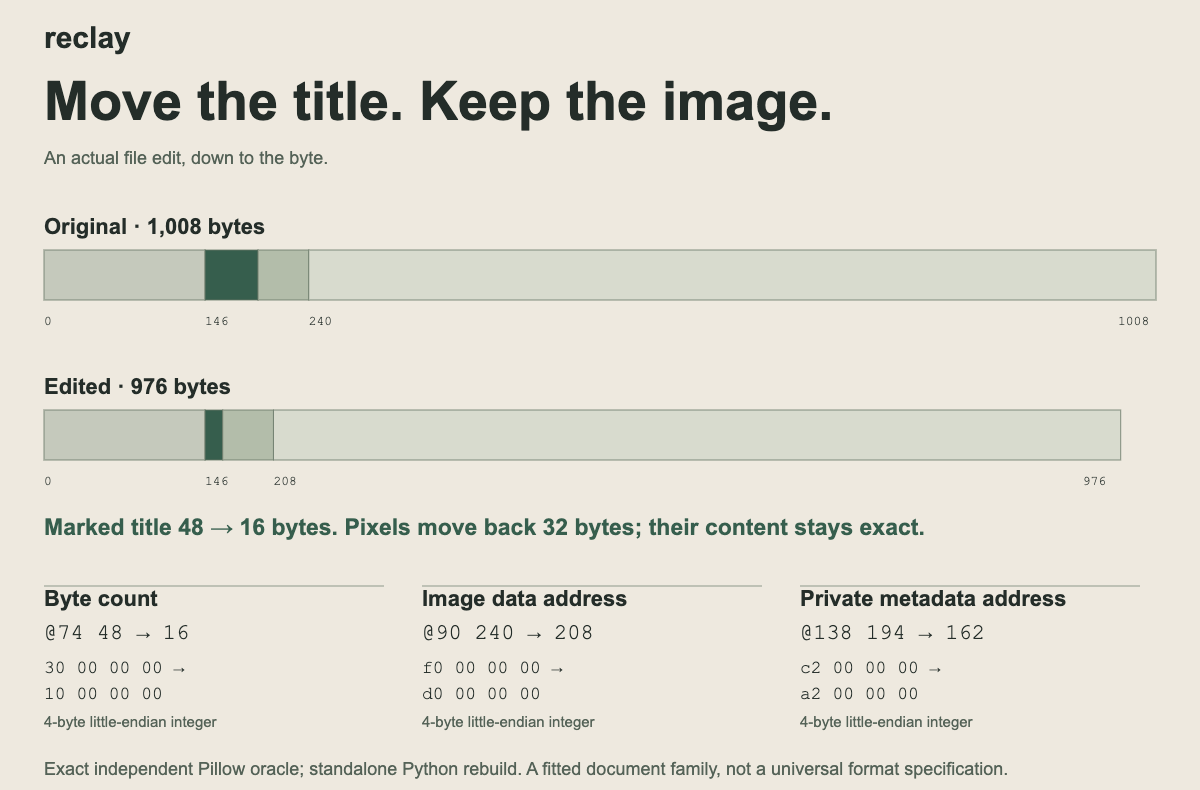 reclay
Move the title. Keep the image.
An actual file edit, down to the byte.
Original · 1,008 bytes
0 146 240 1008
Edited · 976 bytes
0 146 208 976
Marked title 48 → 16 bytes. Pixels move back 32 bytes; their content stays exact.
Byte count
@74 48 → 16
30 00 00 00 →
10 00 00 00
4-byte little-endian integer
Image data address
@90 240 → 208
f0 00 00 00 →
d0 00 00 00
4-byte little-endian integer
Private metadata address
@138 194 → 162
c2 00 00 00 →
a2 00 00 00
4-byte little-endian integer
Exact independent Pillow oracle; standalone Python rebuild. A fitted document family, not a universal format specification.